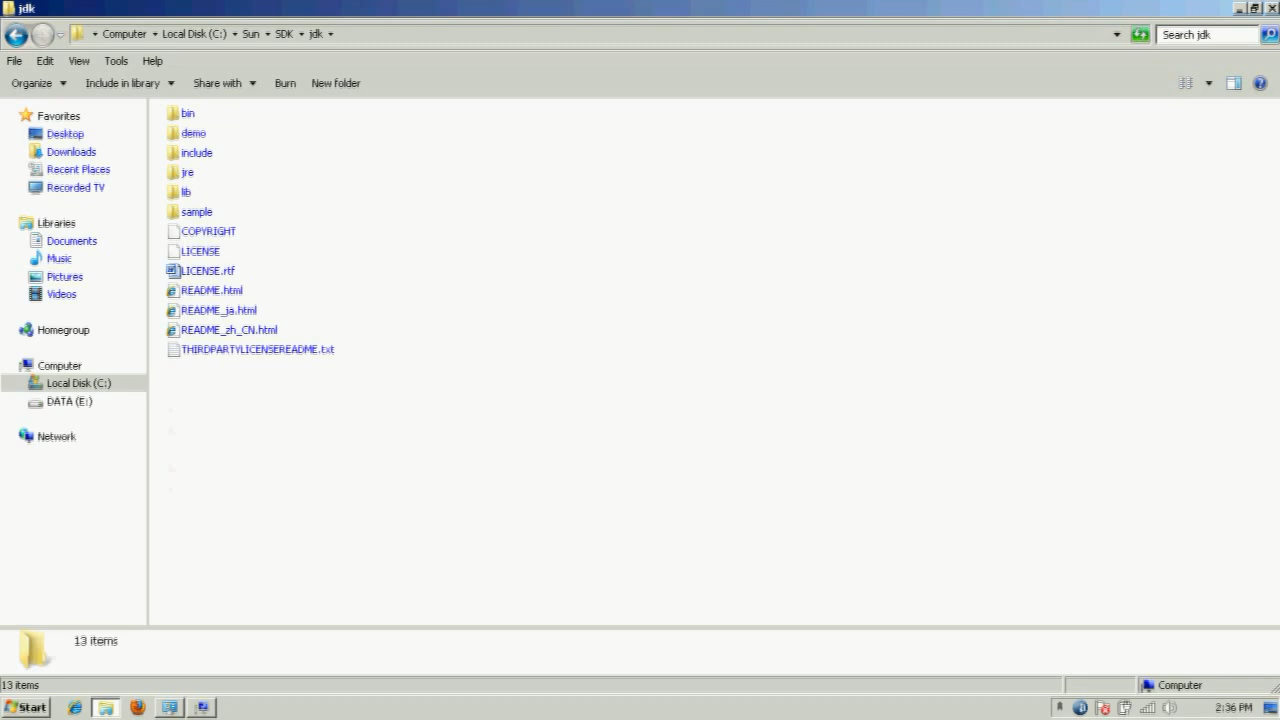 jdk
Computer Local Disk (C:) Sun SDK jdk
Search jdk
File Edit View Tools Help
Organize Include in library Share with Burn New folder
Favorites
Desktop
Downloads
Recent Places
Recorded TV
Libraries
Documents
Music
Pictures
Videos
Homegroup
Computer
Local Disk (C:)
DATA (E:)
Network
bin
demo
include
jre
lib
sample
COPYRIGHT
LICENSE
LICENSE.rtf
README.html
README_ja.html
README_zh_CN.html
THIRDPARTYLICENSEREADME.txt
13 items
13 items
Computer
Start
2:36 PM